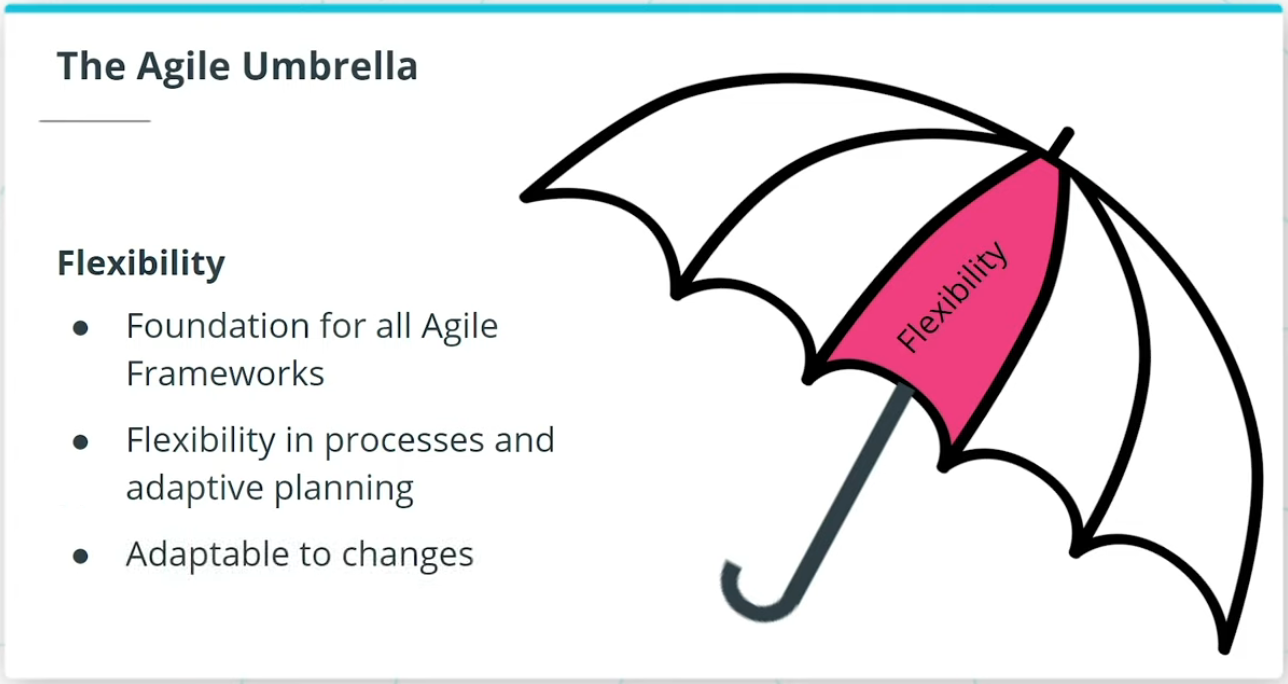 The Agile Umbrella
Flexibility
● Foundation for all Agile
Frameworks
● Flexibility in processes and
adaptive planning
● Adaptable to changes
Flexibility